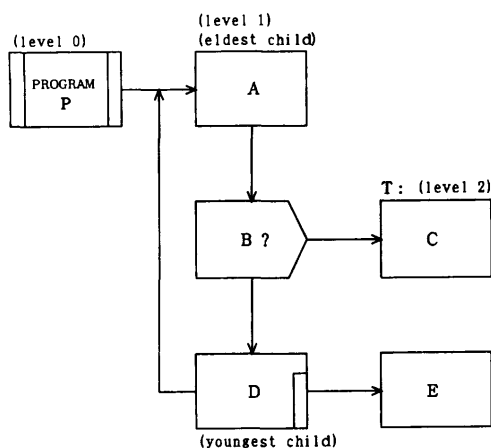 (level 0)
PROGRAM
P
(level 1)
(eldest child)
A
B ?
T: (level 2)
C
D
(youngest child)
E